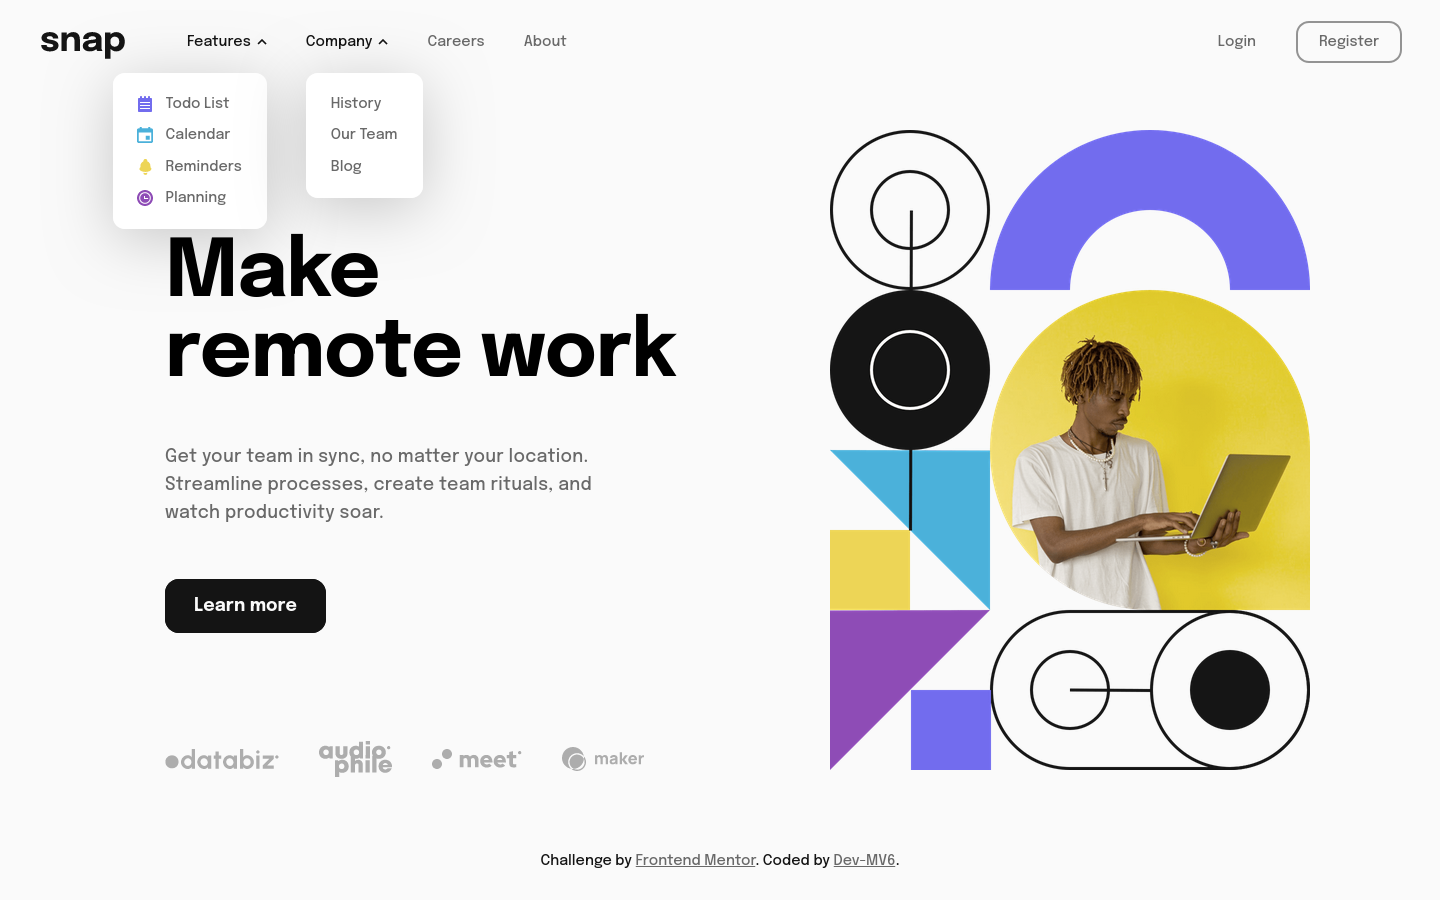 snap
Features
Company
Careers
About
Login
Register
Todo List
Calendar
Reminders
Planning
History
Our Team
Blog
Make
remote work
Get your team in sync, no matter your location.
Streamline processes, create team rituals, and
watch productivity soar.
Learn more
databiz
audio
phile
meet
maker
Challenge by Frontend Mentor. Coded by Dev-MV6.